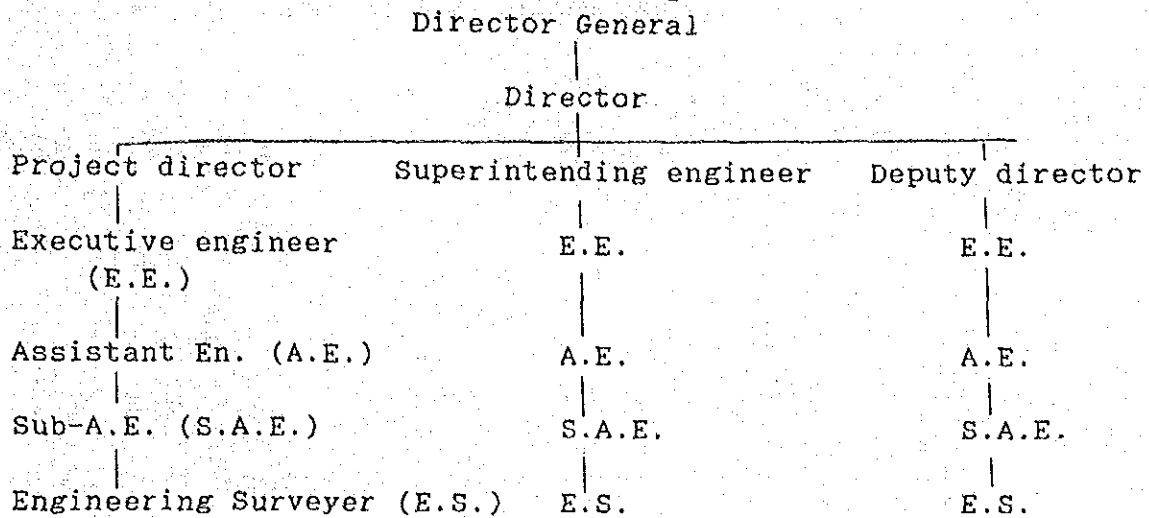 Director General
Director
Project director Superintending engineer Deputy director
Executive engineer E.E. E.E.
(E.E.)
Assistant En. (A.E.) A.E. A.E.
Sub-A.E. (S.A.E.) S.A.E. S.A.E.
Engineering Surveyer (E.S.) E.S. E.S.